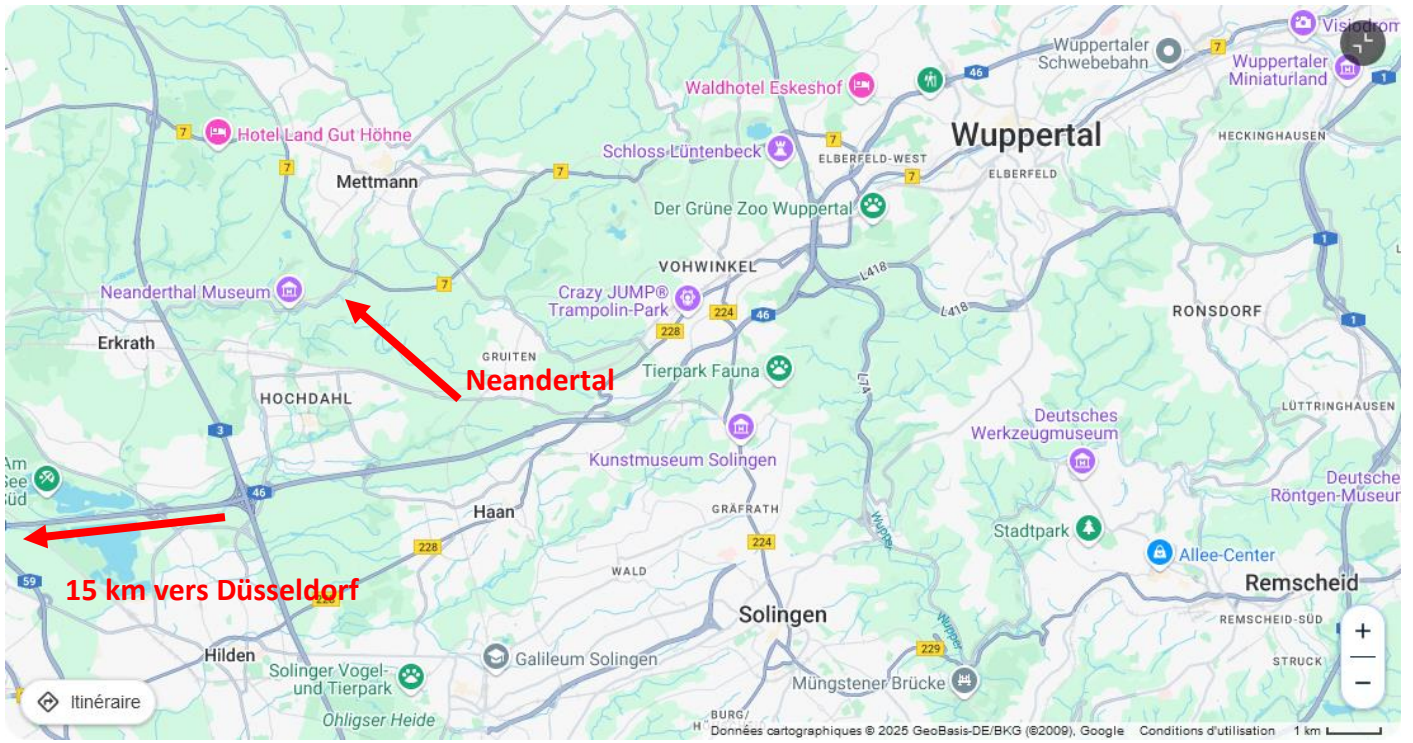 Visiodrom
Wuppertaler
Schwebebahn
7
Wuppertaler
Miniaturland
46
1
Waldhotel Eskeshof
Wuppertal
7
Hotel Land Gut Höhne
7
HECKINGHAUSEN
Schloss Lüntenbeck
ELBERFELD-WEST
7
7
7
ELBERFELD
Mettmann
Der Grüne Zoo Wuppertal
1
VOHWINKEL
L418
Neanderthal Museum
7
Crazy JUMP®
Trampolin-Park
224
46
L418
RONSDORF
1
228
Erkrath
GRUITEN
Tierpark Fauna
Neandertal
L74
HOCHDAHL
LÜTTRINGHAUSEN
Deutsches
Werkzeugmuseum
3
Kunstmuseum Solingen
Am
See
Süd
Deutsche
Röntgen-Museum
46
Haan
GRÄFRATH
Wupper
Stadtpark
228
224
Allee-Center
59
15 km vers Düsseldorf
228
WALD
Remscheid
Solingen
Wupper
REMSCHEID-SÜD
+
229
Hilden
Galileum Solingen
STRUCK
Solinger Vogel-
und Tierpark
Müngstener Brücke
−
Itinéraire
Ohligser Heide
BURG/
Données cartographiques © 2025 GeoBasis-DE/BKG (©2009), Google Conditions d'utilisation 1 km